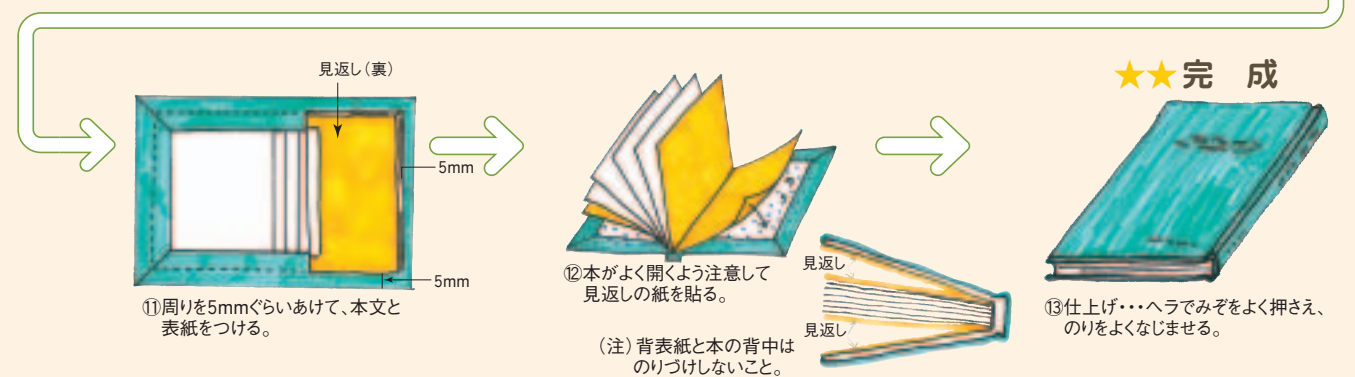 見返し（裏）
5mm
5mm
⑪周りを5mmぐらいあけて、本文と
表紙をつける。
⑫本がよく開くよう注意して
見返しの紙を貼る。
見返し
見返し
（注）背表紙と本の背中は
のりづけしないこと。
★★完　成
⑬仕上げ・・・ヘラでみぞをよく押さえ、
のりをよくなじませる。